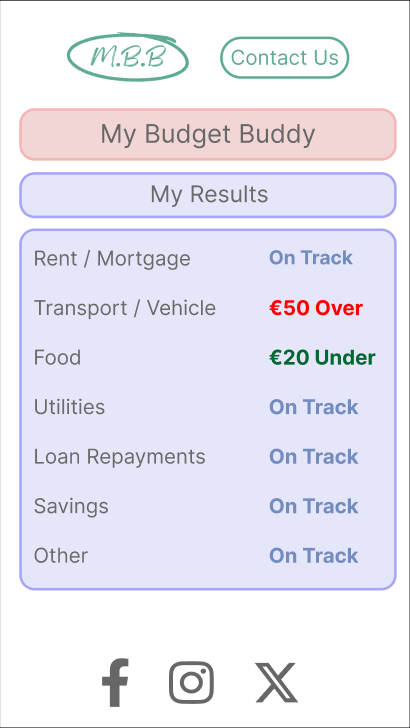 M.B.B
Contact Us
My Budget Buddy
My Results
Rent / Mortgage On Track
Transport / Vehicle €50 Over
Food €20 Under
Utilities On Track
Loan Repayments On Track
Savings On Track
Other On Track